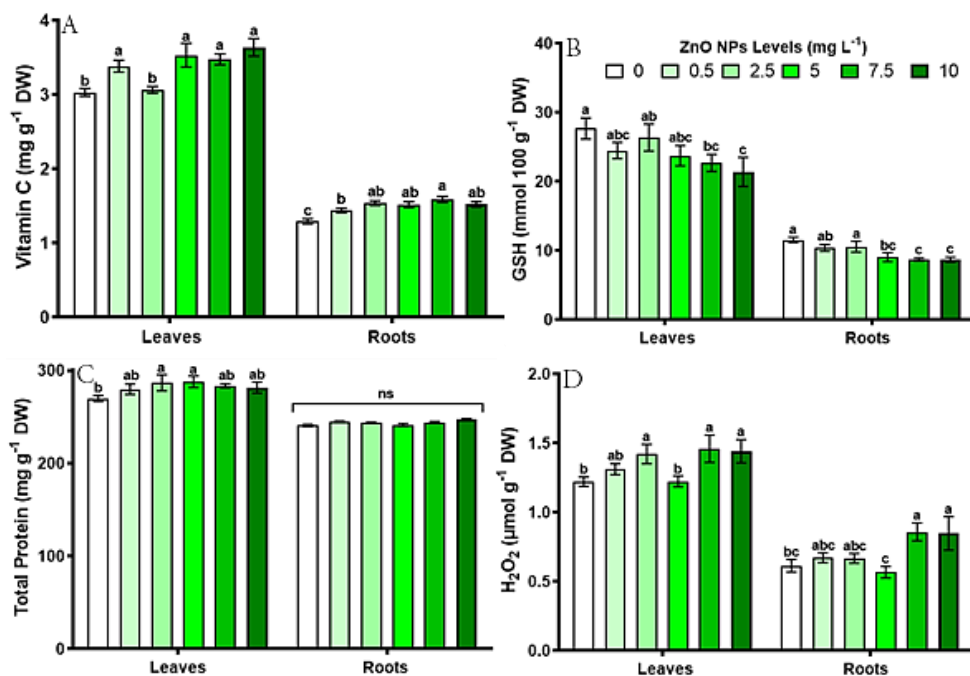 A
Vitamin C (mg g⁻¹ DW)
4
3
2
1
0
b a b a a a
c b ab ab a ab
Leaves Roots
B
ZnO NPs Levels (mg L⁻¹)
0 0.5 2.5 5 7.5 10
GSH (mmol 100 g⁻¹ DW)
40
30
20
10
0
a abc ab abc bc c
a ab a bc c c
Leaves Roots
C
Total Protein (mg g⁻¹ DW)
300
200
100
0
b ab a a ab ab
ns
Leaves Roots
D
H₂O₂ (µmol g⁻¹ DW)
2.0
1.5
1.0
0.5
0.0
b ab a b a a
bc abc abc c a a
Leaves Roots